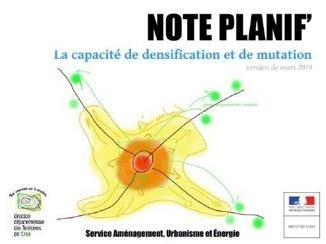 NOTE PLANIF'
La capacité de densification et de mutation
version de mars 2019
Direction
départementale
des Territoires
de l'Oise
Service Aménagement, Urbanisme et Énergie